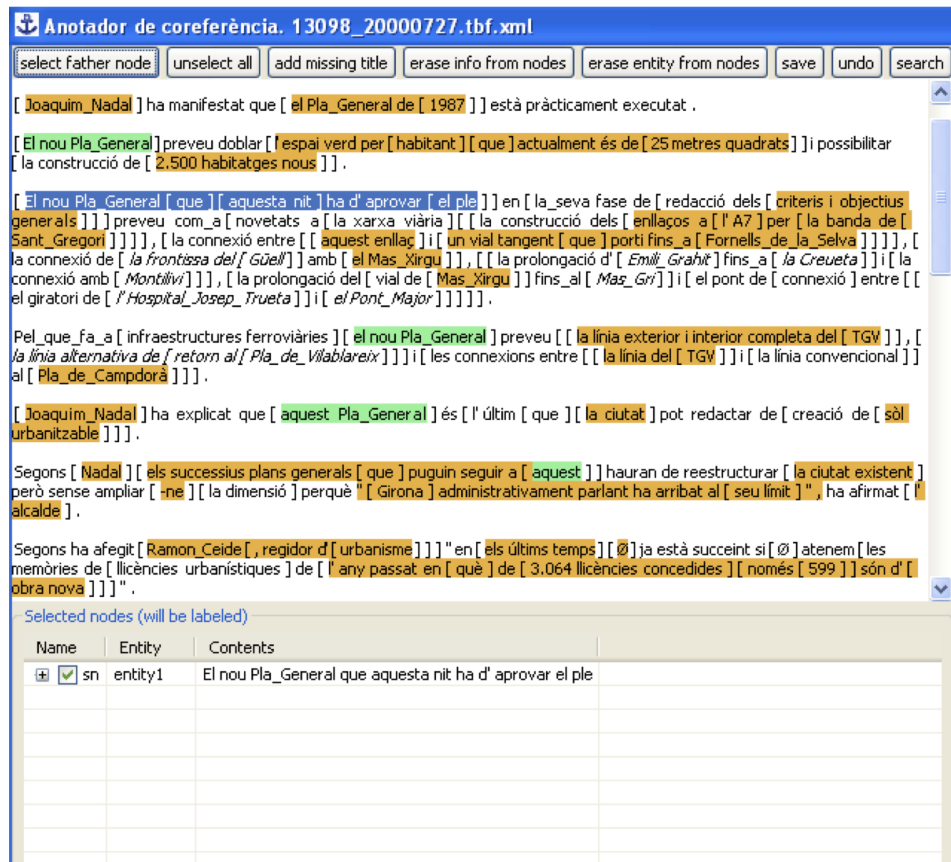 Anotador de coreferència. 13098_20000727.tbf.xml
select father node unselect all add missing title erase info from nodes erase entity from nodes save undo search
[ Joaquim_Nadal ] ha manifestat que [ el Pla_General de [ 1987 ] ] està pràcticament executat .
[ El nou Pla_General ] preveu doblar [ l' espai verd per [ habitant ] [ que ] actualment és de [ 25 metres quadrats ] ] i possibilitar
[ la construcció de [ 2.500 habitatges nous ] ] .
[ El nou Pla_General [ que ] [ aquesta nit ] ha d' aprovar [ el ple ] ] en [ la_seva fase de [ redacció dels [ criteris i objectius
generals ] ] ] preveu com_a [ novetats a [ la xarxa viària ] [ [ la construcció dels [ enllaços a [ l' A7 ] per [ la banda de [
Sant_Gregori ] ] ] ] ] , [ la connexió entre [ [ aquest enllaç ] i [ un vial tangent [ que ] porti fins_a [ Fornells_de_la_Selva ] ] ] ] , [
la connexió de [ la frontissa del [ Güell ] ] amb [ el Mas_Xirgu ] ] , [ [ la prolongació d' [ Emili_Grahit ] fins_a [ la Creueta ] ] i [ la
connexió amb [ Montilivi ] ] ] , [ la prolongació del [ vial de [ Mas_Xirgu ] ] fins_al [ Mas_Gri ] ] i [ el pont de [ connexió ] entre [ [
el giratori de [ l' Hospital_Josep_Trueta ] ] i [ el Pont_Major ] ] ] ] ] .
Pel_que_fa_a [ infraestructures ferroviàries ] [ el nou Pla_General ] preveu [ [ la línia exterior i interior completa del [ TGV ] ] , [
la línia alternativa de [ retorn al [ Pla_de_Vilablareix ] ] ] i [ les connexions entre [ [ la línia del [ TGV ] ] i [ la línia convencional ] ]
al [ Pla_de_Campdorà ] ] ] .
[ Joaquim_Nadal ] ha explicat que [ aquest Pla_General ] és [ l' últim [ que ] [ la ciutat ] pot redactar de [ creació de [ sòl
urbanitzable ] ] ] .
Segons [ Nadal ] [ els successius plans generals [ que ] puguin seguir a [ aquest ] ] hauran de reestructurar [ la ciutat existent ]
però sense ampliar [ -ne ] [ la dimensió ] perquè " [ Girona ] administrativament parlant ha arribat al [ seu límit ] " , ha afirmat [ l'
alcalde ] .
Segons ha afegit [ Ramon_Ceide [ , regidor d' [ urbanisme ] ] ] " en [ els últims temps ] [ Ø ] ja està succeint si [ Ø ] atenem [ les
memòries de [ llicències urbanístiques ] de [ l' any passat en [ què ] de [ 3.064 llicències concedides ] [ només [ 599 ] ] són d' [
obra nova ] ] ] " .
Selected nodes (will be labeled)
Name Entity Contents
sn entity1 El nou Pla_General que aquesta nit ha d' aprovar el ple